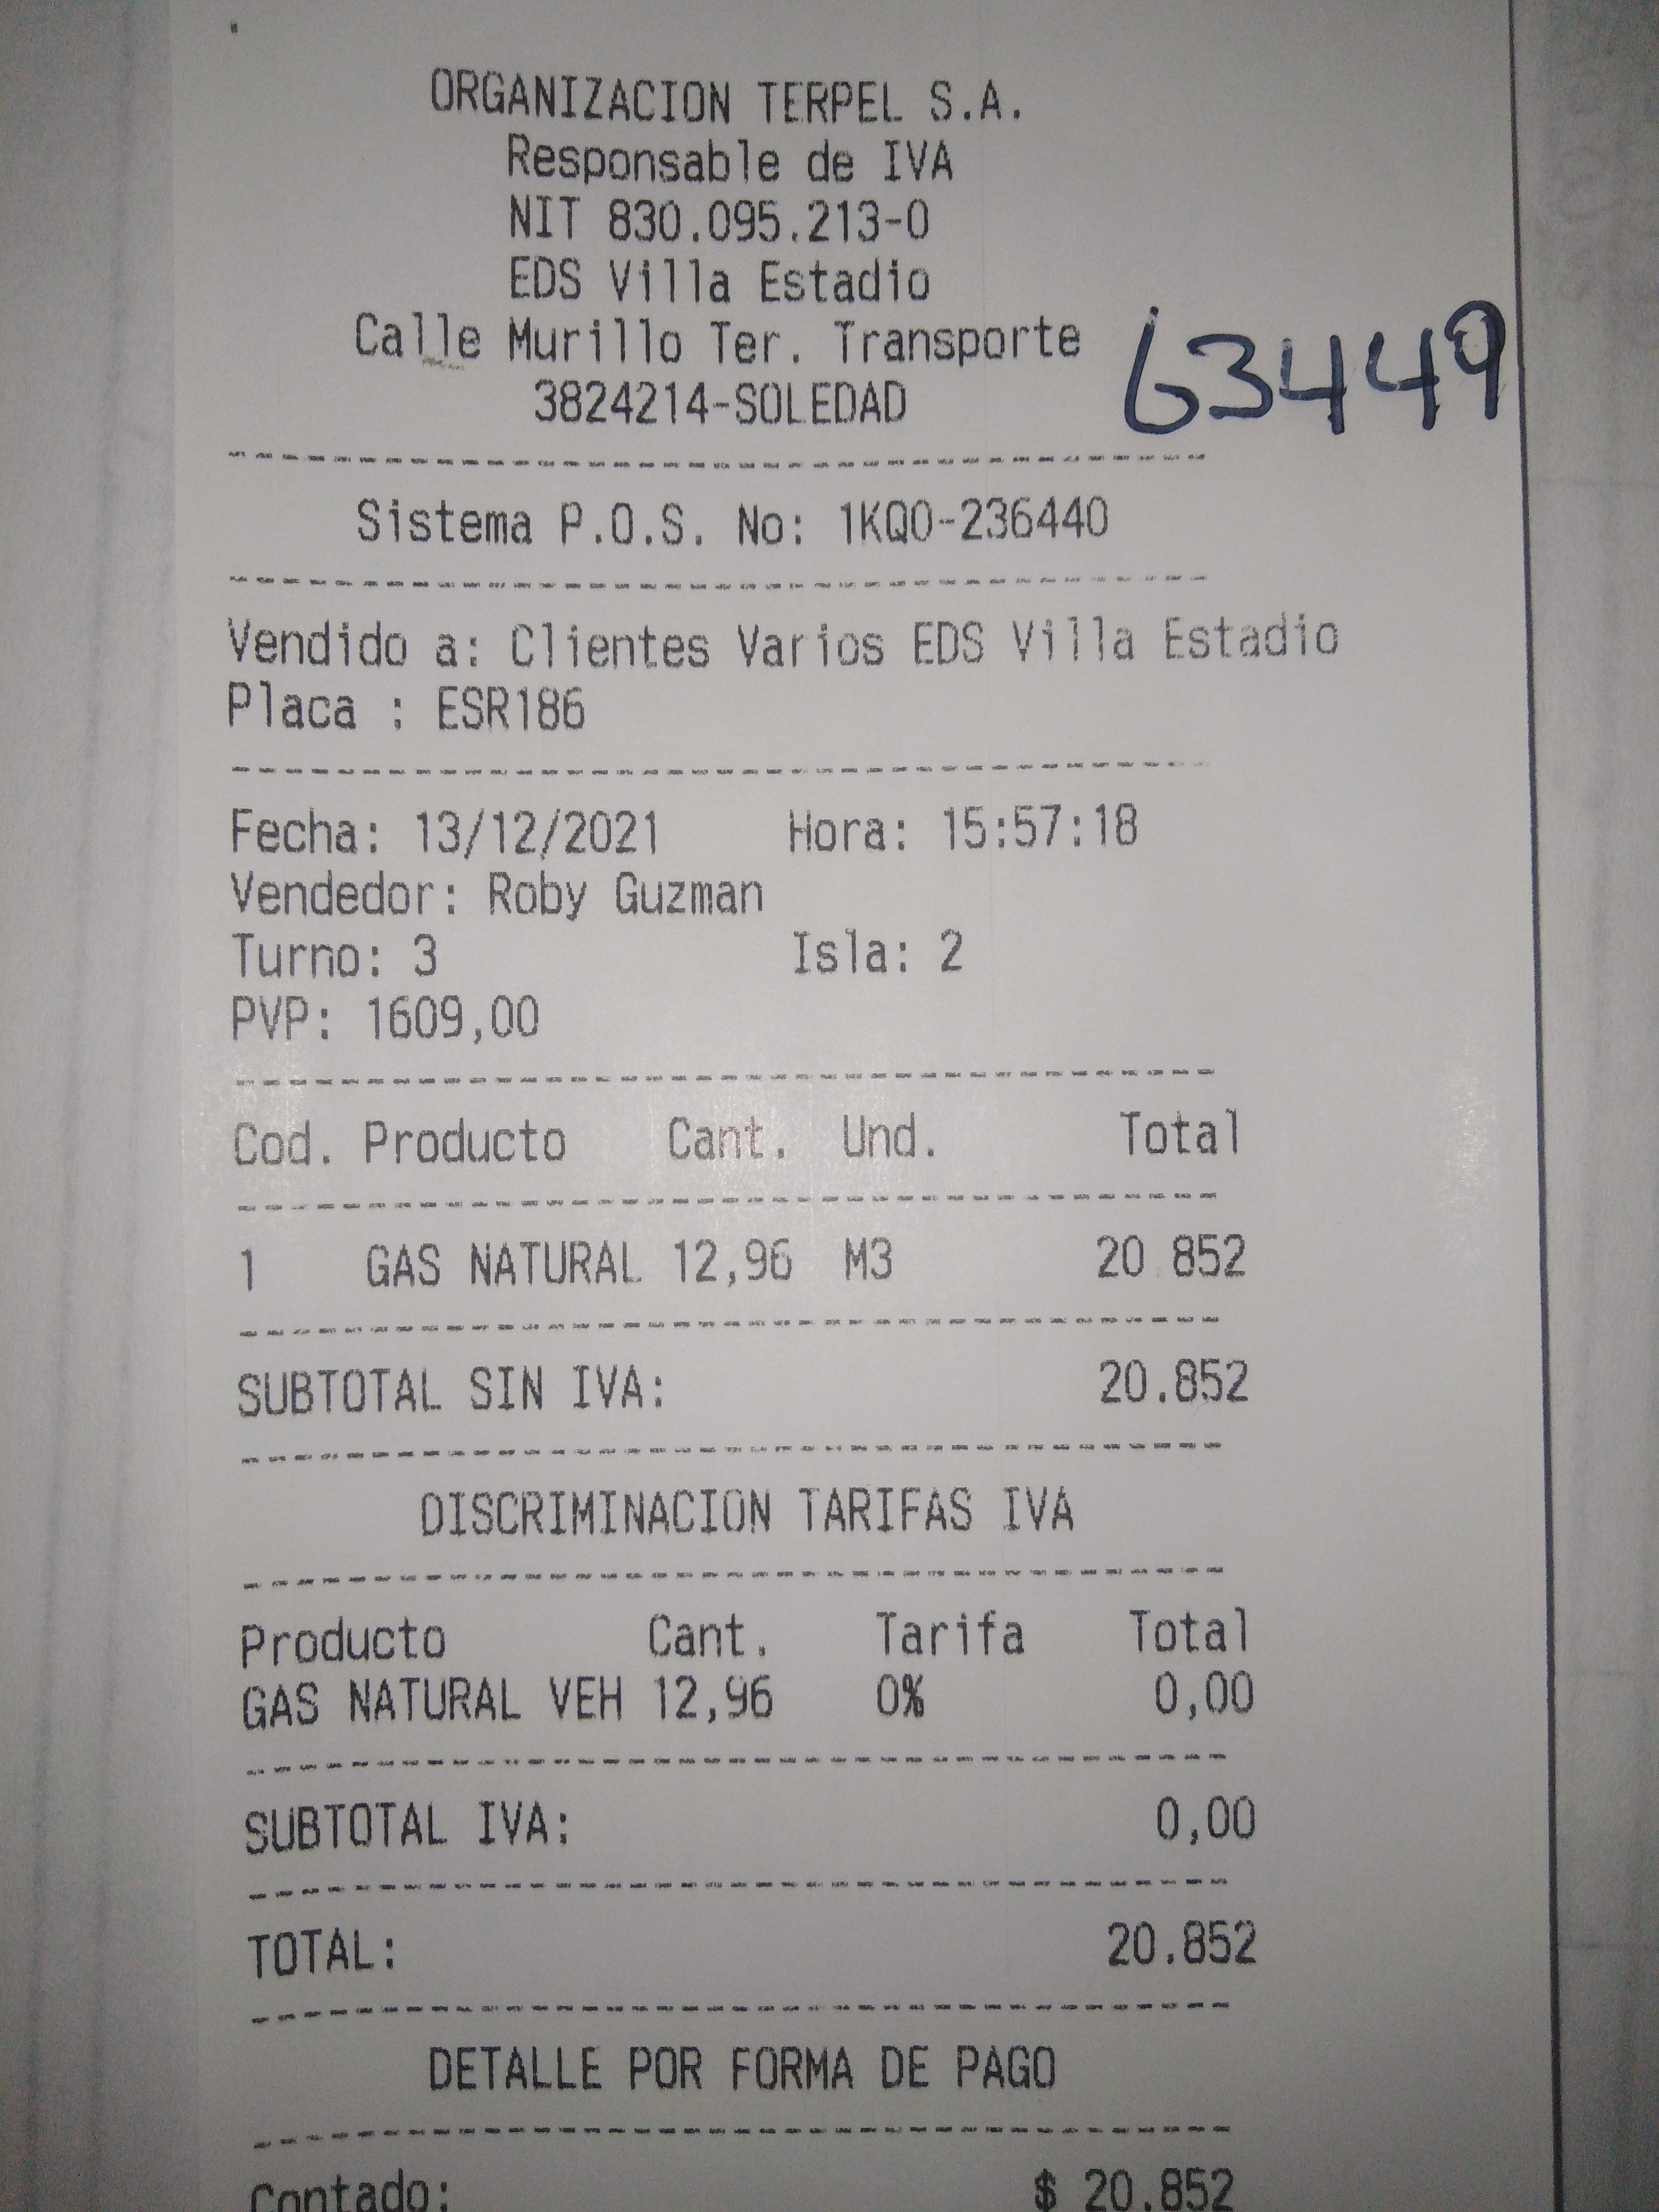 ORGANIZACION TERPEL S.A.
Responsable de IVA
NIT 830.095.213-0
EDS Villa Estadio
Calle Murillo Ter. Transporte
63449
3824214-SOLEDAD
Sistema P.O.S. No: 1KQ0-236440
Vendido a: Clientes Varios EDS Villa Estadio
Placa : ESR186
Fecha: 13/12/2021 Hora: 15:57:18
Vendedor: Roby Guzman
Turno: 3 Isla: 2
PVP: 1609,00
Cod. Producto Cant. Und. Total
1 GAS NATURAL 12,96 M3 20 852
SUBTOTAL SIN IVA: 20.852
DISCRIMINACION TARIFAS IVA
Producto Cant. Tarifa Total
GAS NATURAL VEH 12,96 0% 0,00
SUBTOTAL IVA: 0,00
TOTAL: 20.852
DETALLE POR FORMA DE PAGO
Contado: $ 20.852